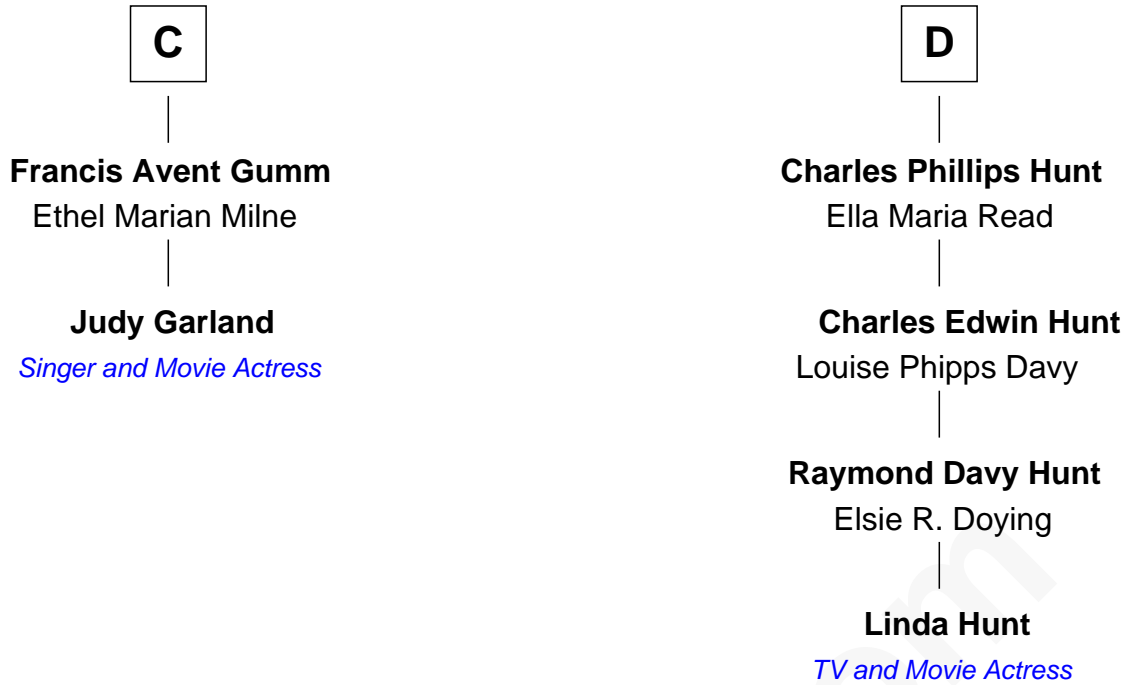 C
Francis Avent Gumm
Ethel Marian Milne
Judy Garland
Singer and Movie Actress
D
Charles Phillips Hunt
Ella Maria Read
Charles Edwin Hunt
Louise Phipps Davy
Raymond Davy Hunt
Elsie R. Doying
Linda Hunt
TV and Movie Actress